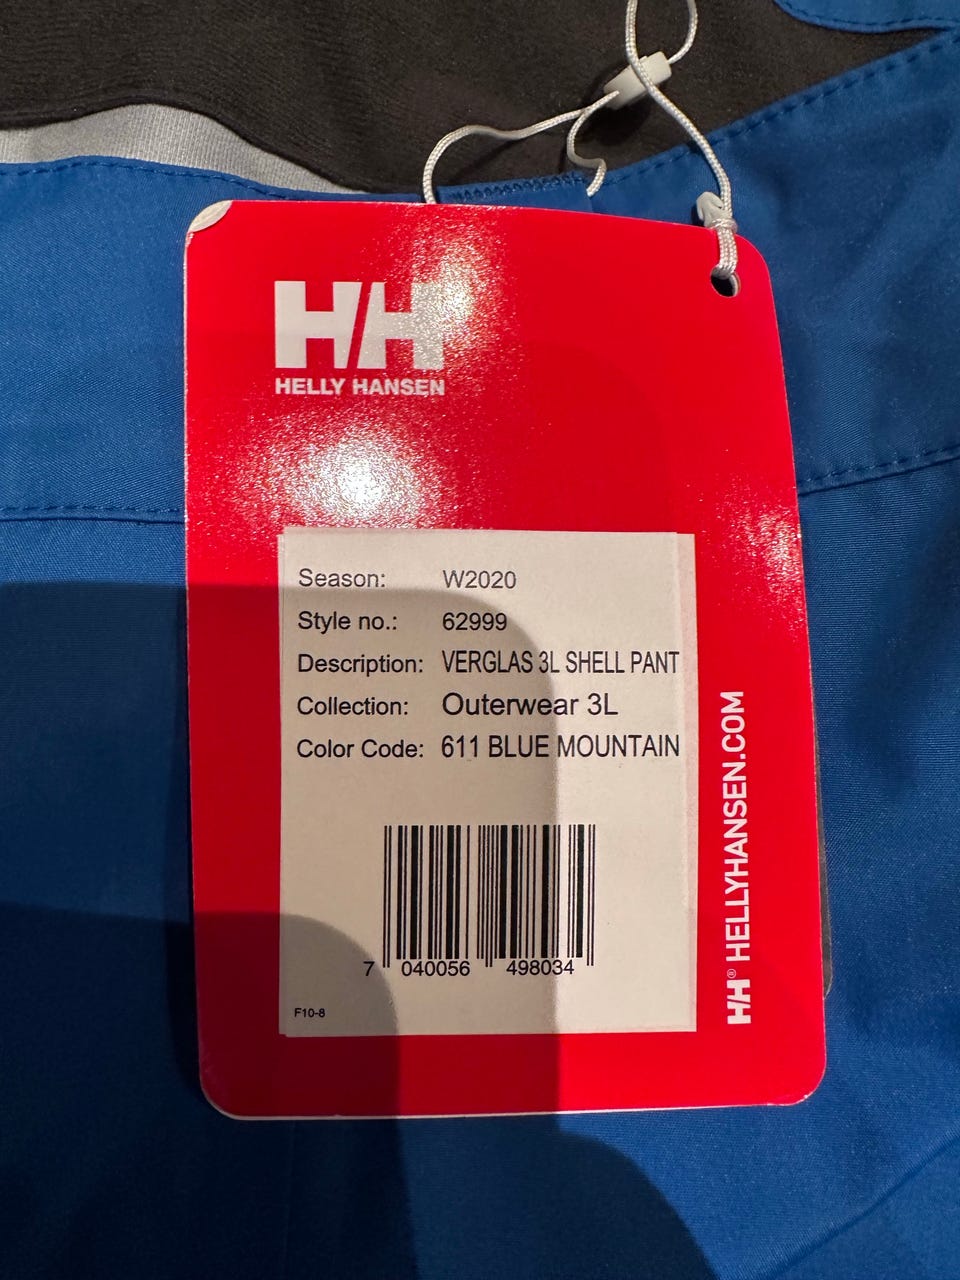 HH
HELLY HANSEN
Season: W2020
Style no.: 62999
Description: VERGLAS 3L SHELL PANT
Collection: Outerwear 3L
Color Code: 611 BLUE MOUNTAIN
7 040056 498034
F10-8
HH® HELLYHANSEN.COM